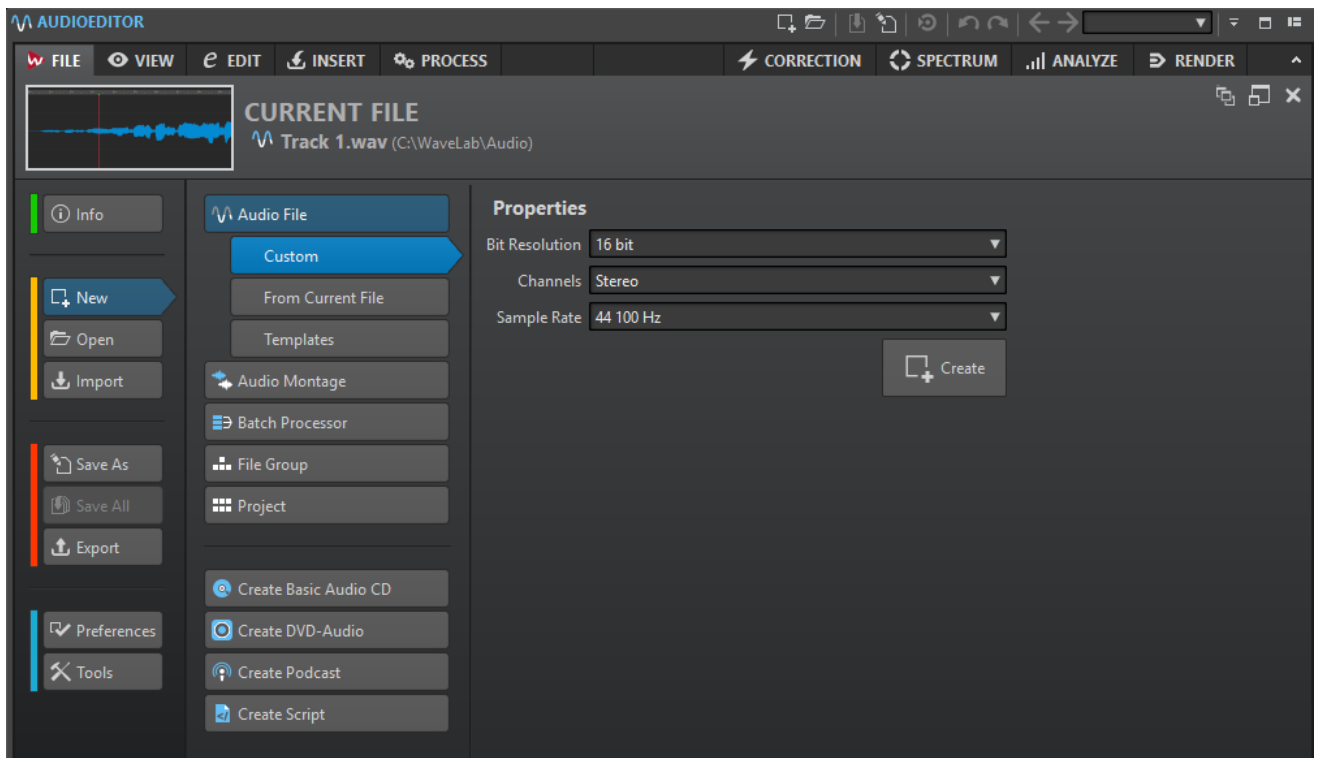 AUDIOEDITOR
FILE VIEW EDIT INSERT PROCESS CORRECTION SPECTRUM ANALYZE RENDER
CURRENT FILE
Track 1.wav (C:\WaveLab\Audio)
Info
New
Open
Import
Save As
Save All
Export
Preferences
Tools
Audio File
Custom
From Current File
Templates
Audio Montage
Batch Processor
File Group
Project
Create Basic Audio CD
Create DVD-Audio
Create Podcast
Create Script
Properties
Bit Resolution 16 bit
Channels Stereo
Sample Rate 44 100 Hz
Create